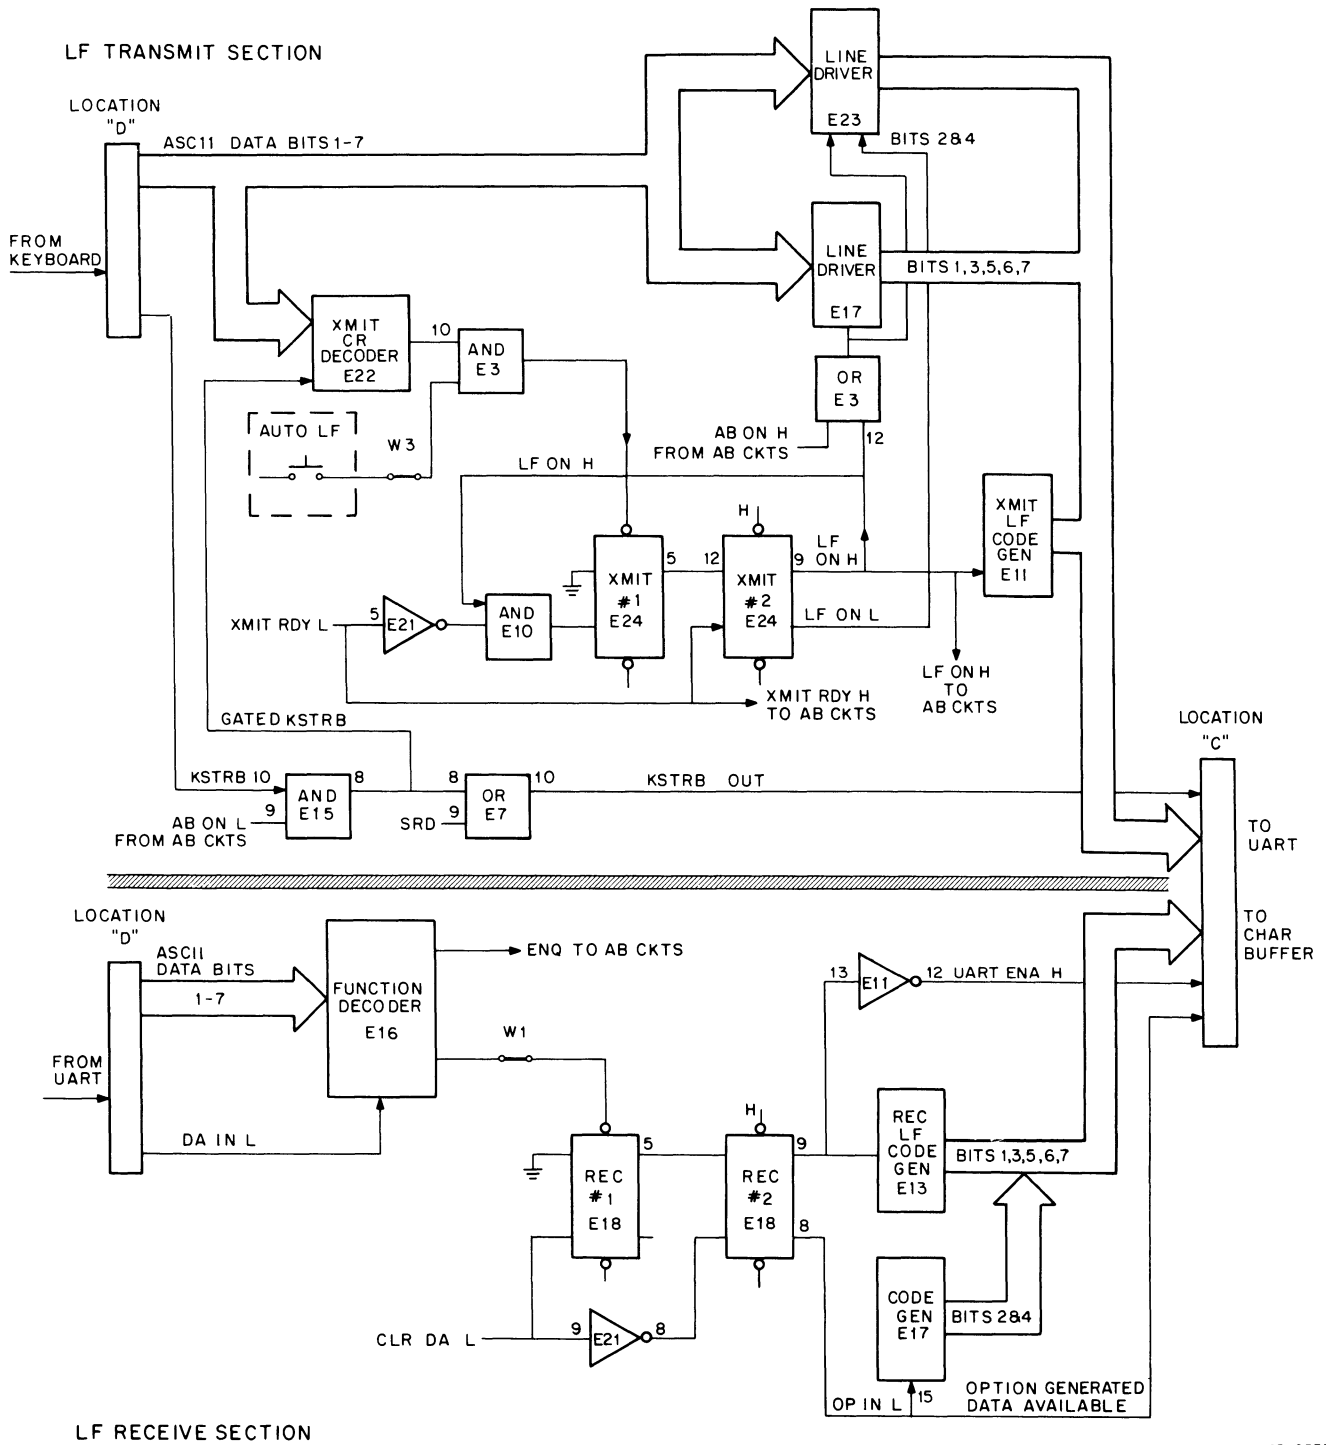 LF TRANSMIT SECTION
LOCATION
"D"
ASC11 DATA BITS 1-7
FROM
KEYBOARD
LINE
DRIVER
E23
BITS 2&4
LINE
DRIVER
E17
BITS 1,3,5,6,7
XMIT
CR
DECODER
E22
10
AND
E3
OR
E3
AB ON H
FROM AB CKTS
12
AUTO LF
W3
LF ON H
H
XMIT
#1
E24
5
12
XMIT
#2
E24
9
LF
ON H
LF ON L
XMIT
LF
CODE
GEN
E11
XMIT RDY L
5
E21
AND
E10
XMIT RDY H
TO AB CKTS
LF ON H
TO
AB CKTS
GATED KSTRB
LOCATION
"C"
KSTRB 10
9
AB ON L
FROM AB CKTS
AND
E15
8
8
9
SRD
OR
E7
10
KSTRB OUT
TO
UART
LOCATION
"D"
ASC11
DATA BITS
1-7
FROM
UART
DA IN L
FUNCTION
DECODER
E16
ENQ TO AB CKTS
W1
13
E11
12
UART ENA H
TO
CHAR
BUFFER
REC
#1
E18
5
H
REC
#2
E18
9
8
REC
LF
CODE
GEN
E13
BITS 1,3,5,6,7
CODE
GEN
E17
BITS 2&4
CLR DA L
9
E21
8
OP IN L
15
OPTION GENERATED
DATA AVAILABLE
LF RECEIVE SECTION